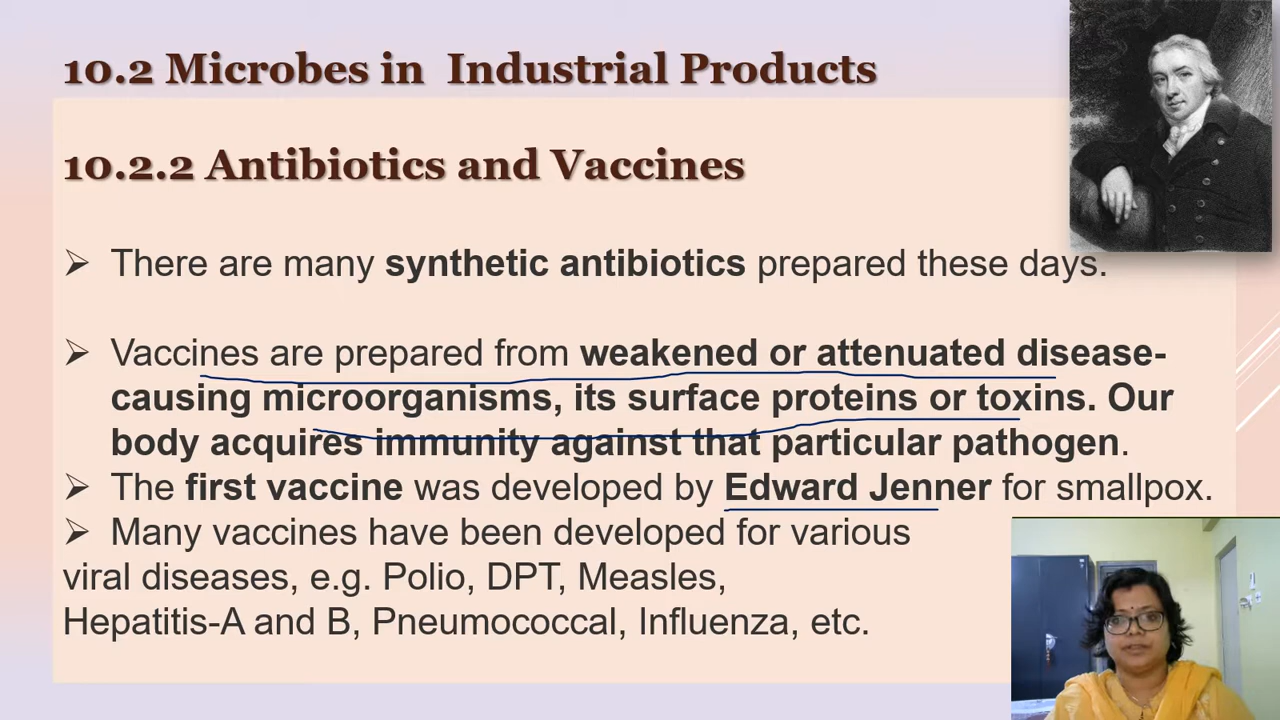 10.2 Microbes in Industrial Products
10.2.2 Antibiotics and Vaccines
➢ There are many synthetic antibiotics prepared these days.
➢ Vaccines are prepared from weakened or attenuated disease-
causing microorganisms, its surface proteins or toxins. Our
body acquires immunity against that particular pathogen.
➢ The first vaccine was developed by Edward Jenner for smallpox.
➢ Many vaccines have been developed for various
viral diseases, e.g. Polio, DPT, Measles,
Hepatitis-A and B, Pneumococcal, Influenza, etc.